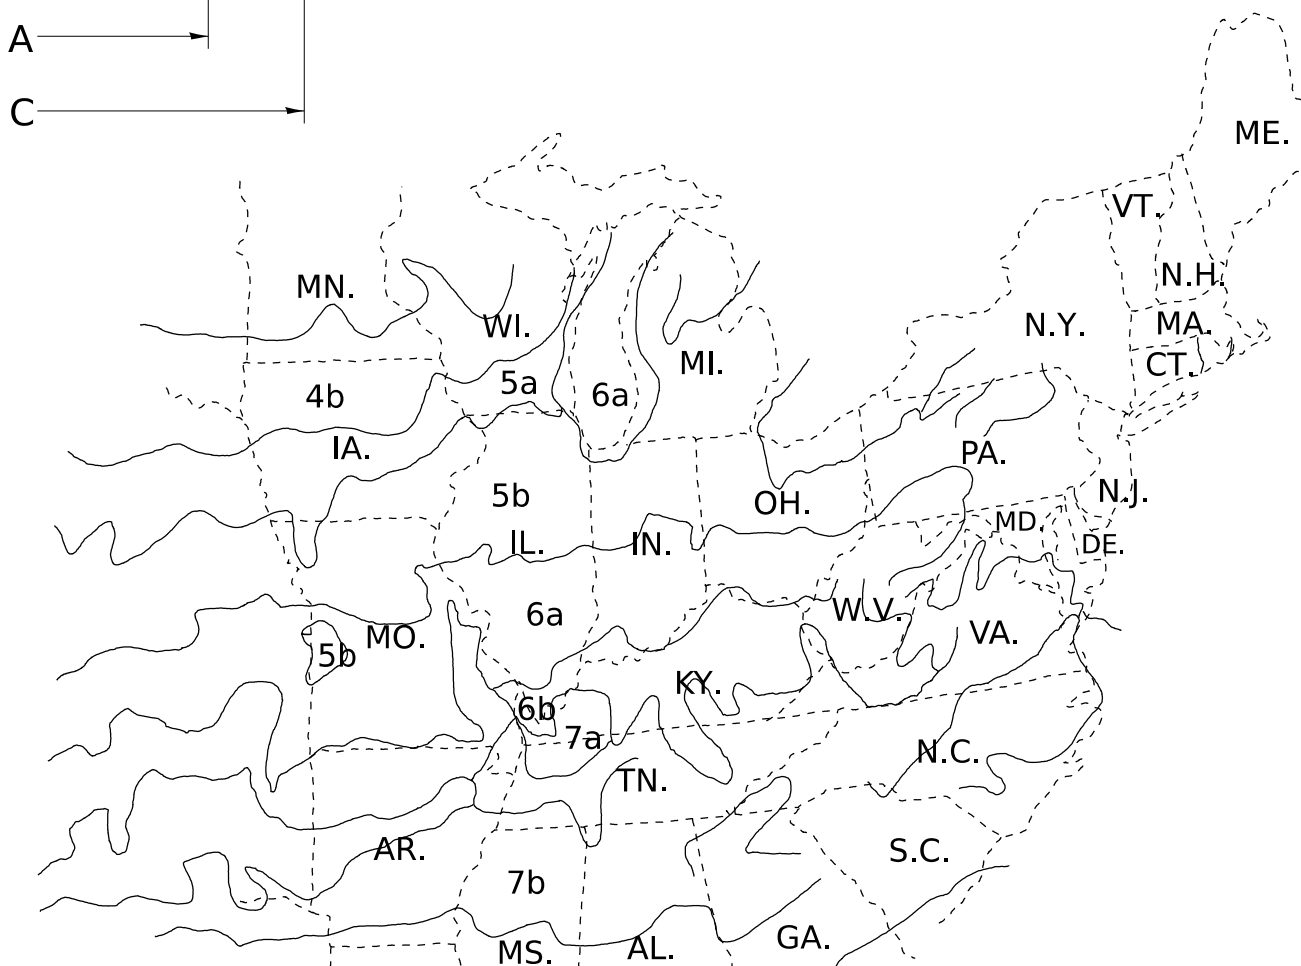 A
C
ME.
VT.
N.H.
MN.
WI.
N.Y.
MA.
MI.
CT.
4b
5a
6a
IA.
PA.
5b
OH.
N.J.
MD.
IL.
IN.
DE.
6a
W.V.
VA.
MO.
5b
KY.
6b
7a
N.C.
TN.
AR.
S.C.
7b
GA.
MS.
AL.